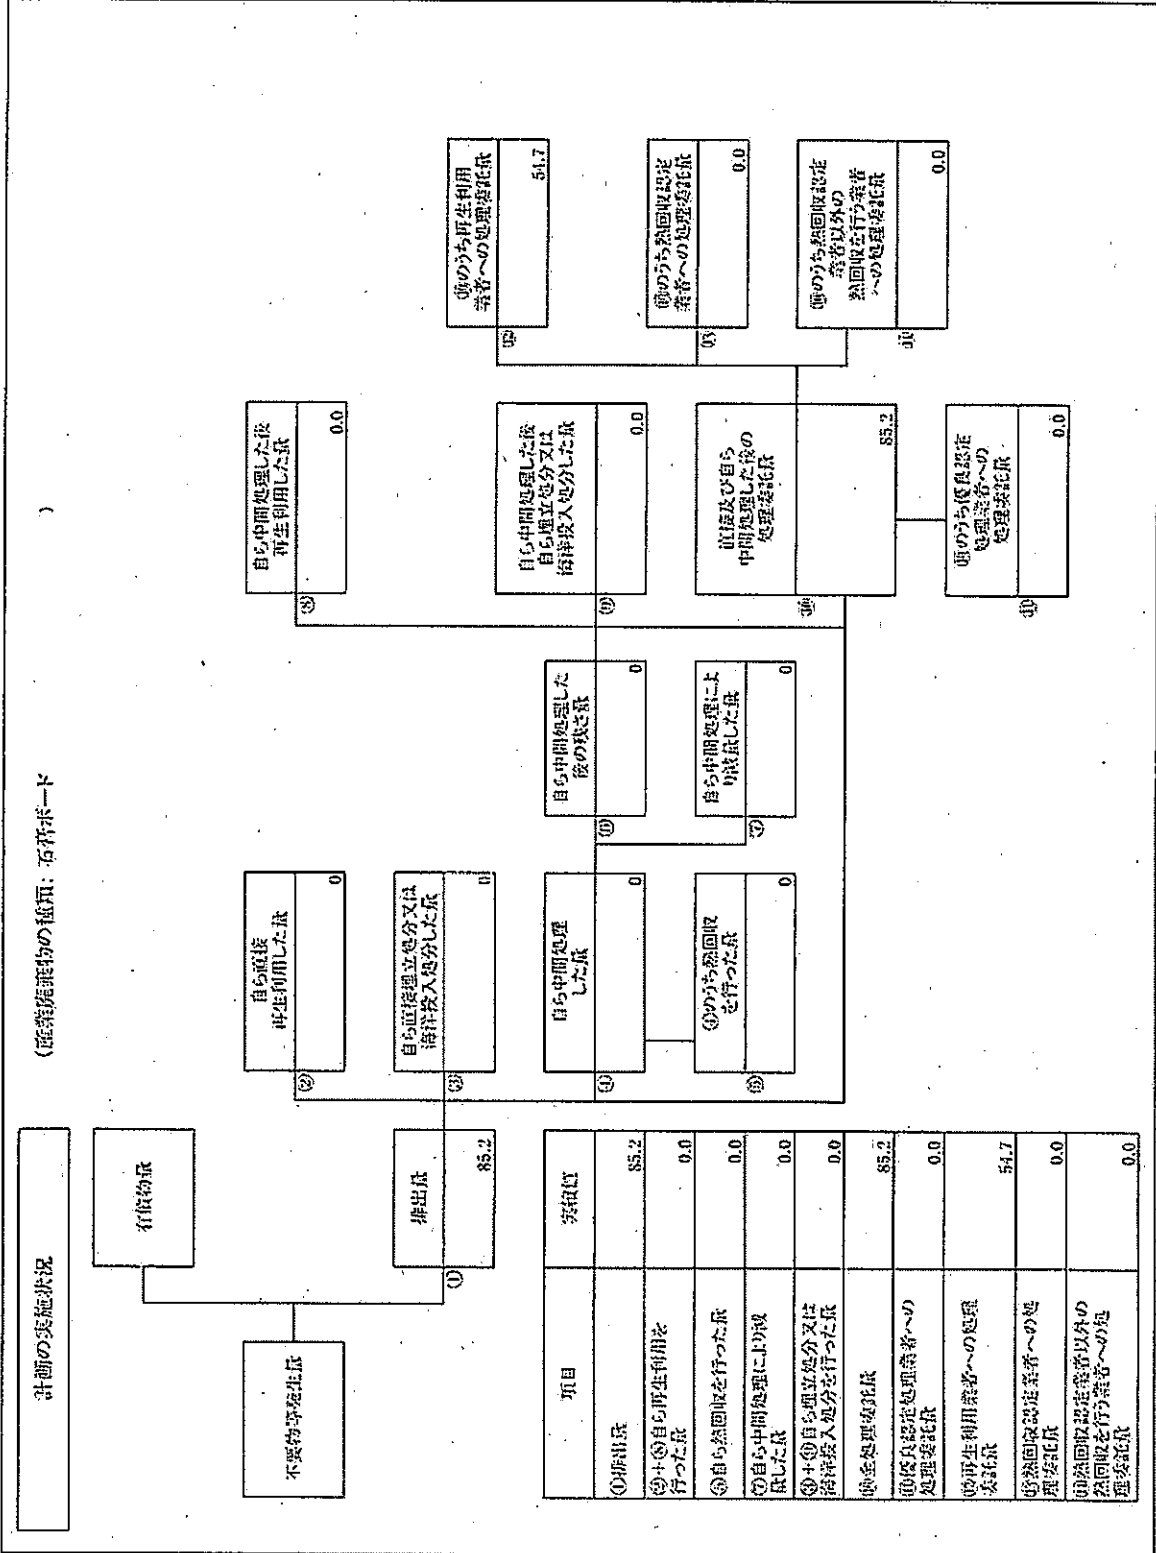 計画の実施状況
(産業廃棄物の種類: 石膏ボード
)
不要物等発生量
有償物量
①
排出量
85.2
②
自ら直接
再生利用した量
0
③
自ら直接埋立処分又は
海洋投入処分した量
0
④
自ら中間処理
した量
0
⑤
④のうち熱回収
を行った量
0
⑥
自ら中間処理した
後の残さ量
0
⑦
自ら中間処理によ
り減量した量
0
⑧
自ら中間処理した後
再生利用した量
0.0
⑨
自ら中間処理した後
自ら埋立処分又は
海洋投入処分した量
0.0
⑩
直接及び自ら
中間処理した後の
処理委託量
85.2
⑪
⑩のうち優良認定
処理業者への
処理委託量
0.0
⑫
⑩のうち再生利用
業者への処理委託量
54.7
⑬
⑩のうち熱回収認定
業者への処理委託量
0.0
⑭
⑩のうち熱回収認定
業者以外の
熱回収を行う業者
への処理委託量
0.0
項目
実績値
①排出量
85.2
②+⑧自ら再生利用を
行った量
0.0
⑤自ら熱回収を行った量
0.0
⑦自ら中間処理により減
量した量
0.0
③+⑨自ら埋立処分又は
海洋投入処分を行った量
0.0
⑩全処理委託量
85.2
⑪優良認定処理業者への
処理委託量
0.0
⑫再生利用業者への処理
委託量
54.7
⑬熱回収認定業者への処
理委託量
0.0
⑭熱回収認定業者以外の
熱回収を行う業者への処
理委託量
0.0